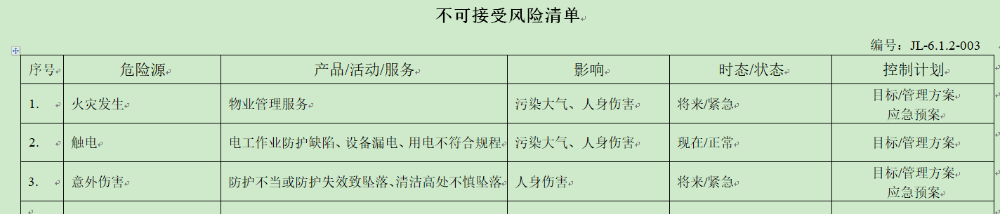 不可接受风险清单
编号：JL-6.1.2-003
序号 危险源 产品/活动/服务 影响 时态/状态 控制计划
1. 火灾发生 物业管理服务 污染大气、人身伤害 将来/紧急 目标/管理方案
应急预案
2. 触电 电工作业防护缺陷、设备漏电、用电不符合规程 污染大气、人身伤害 现在/正常 目标/管理方案
3. 意外伤害 防护不当或防护失效致坠落、清洁高处不慎坠落 人身伤害 将来/紧急 目标/管理方案
应急预案